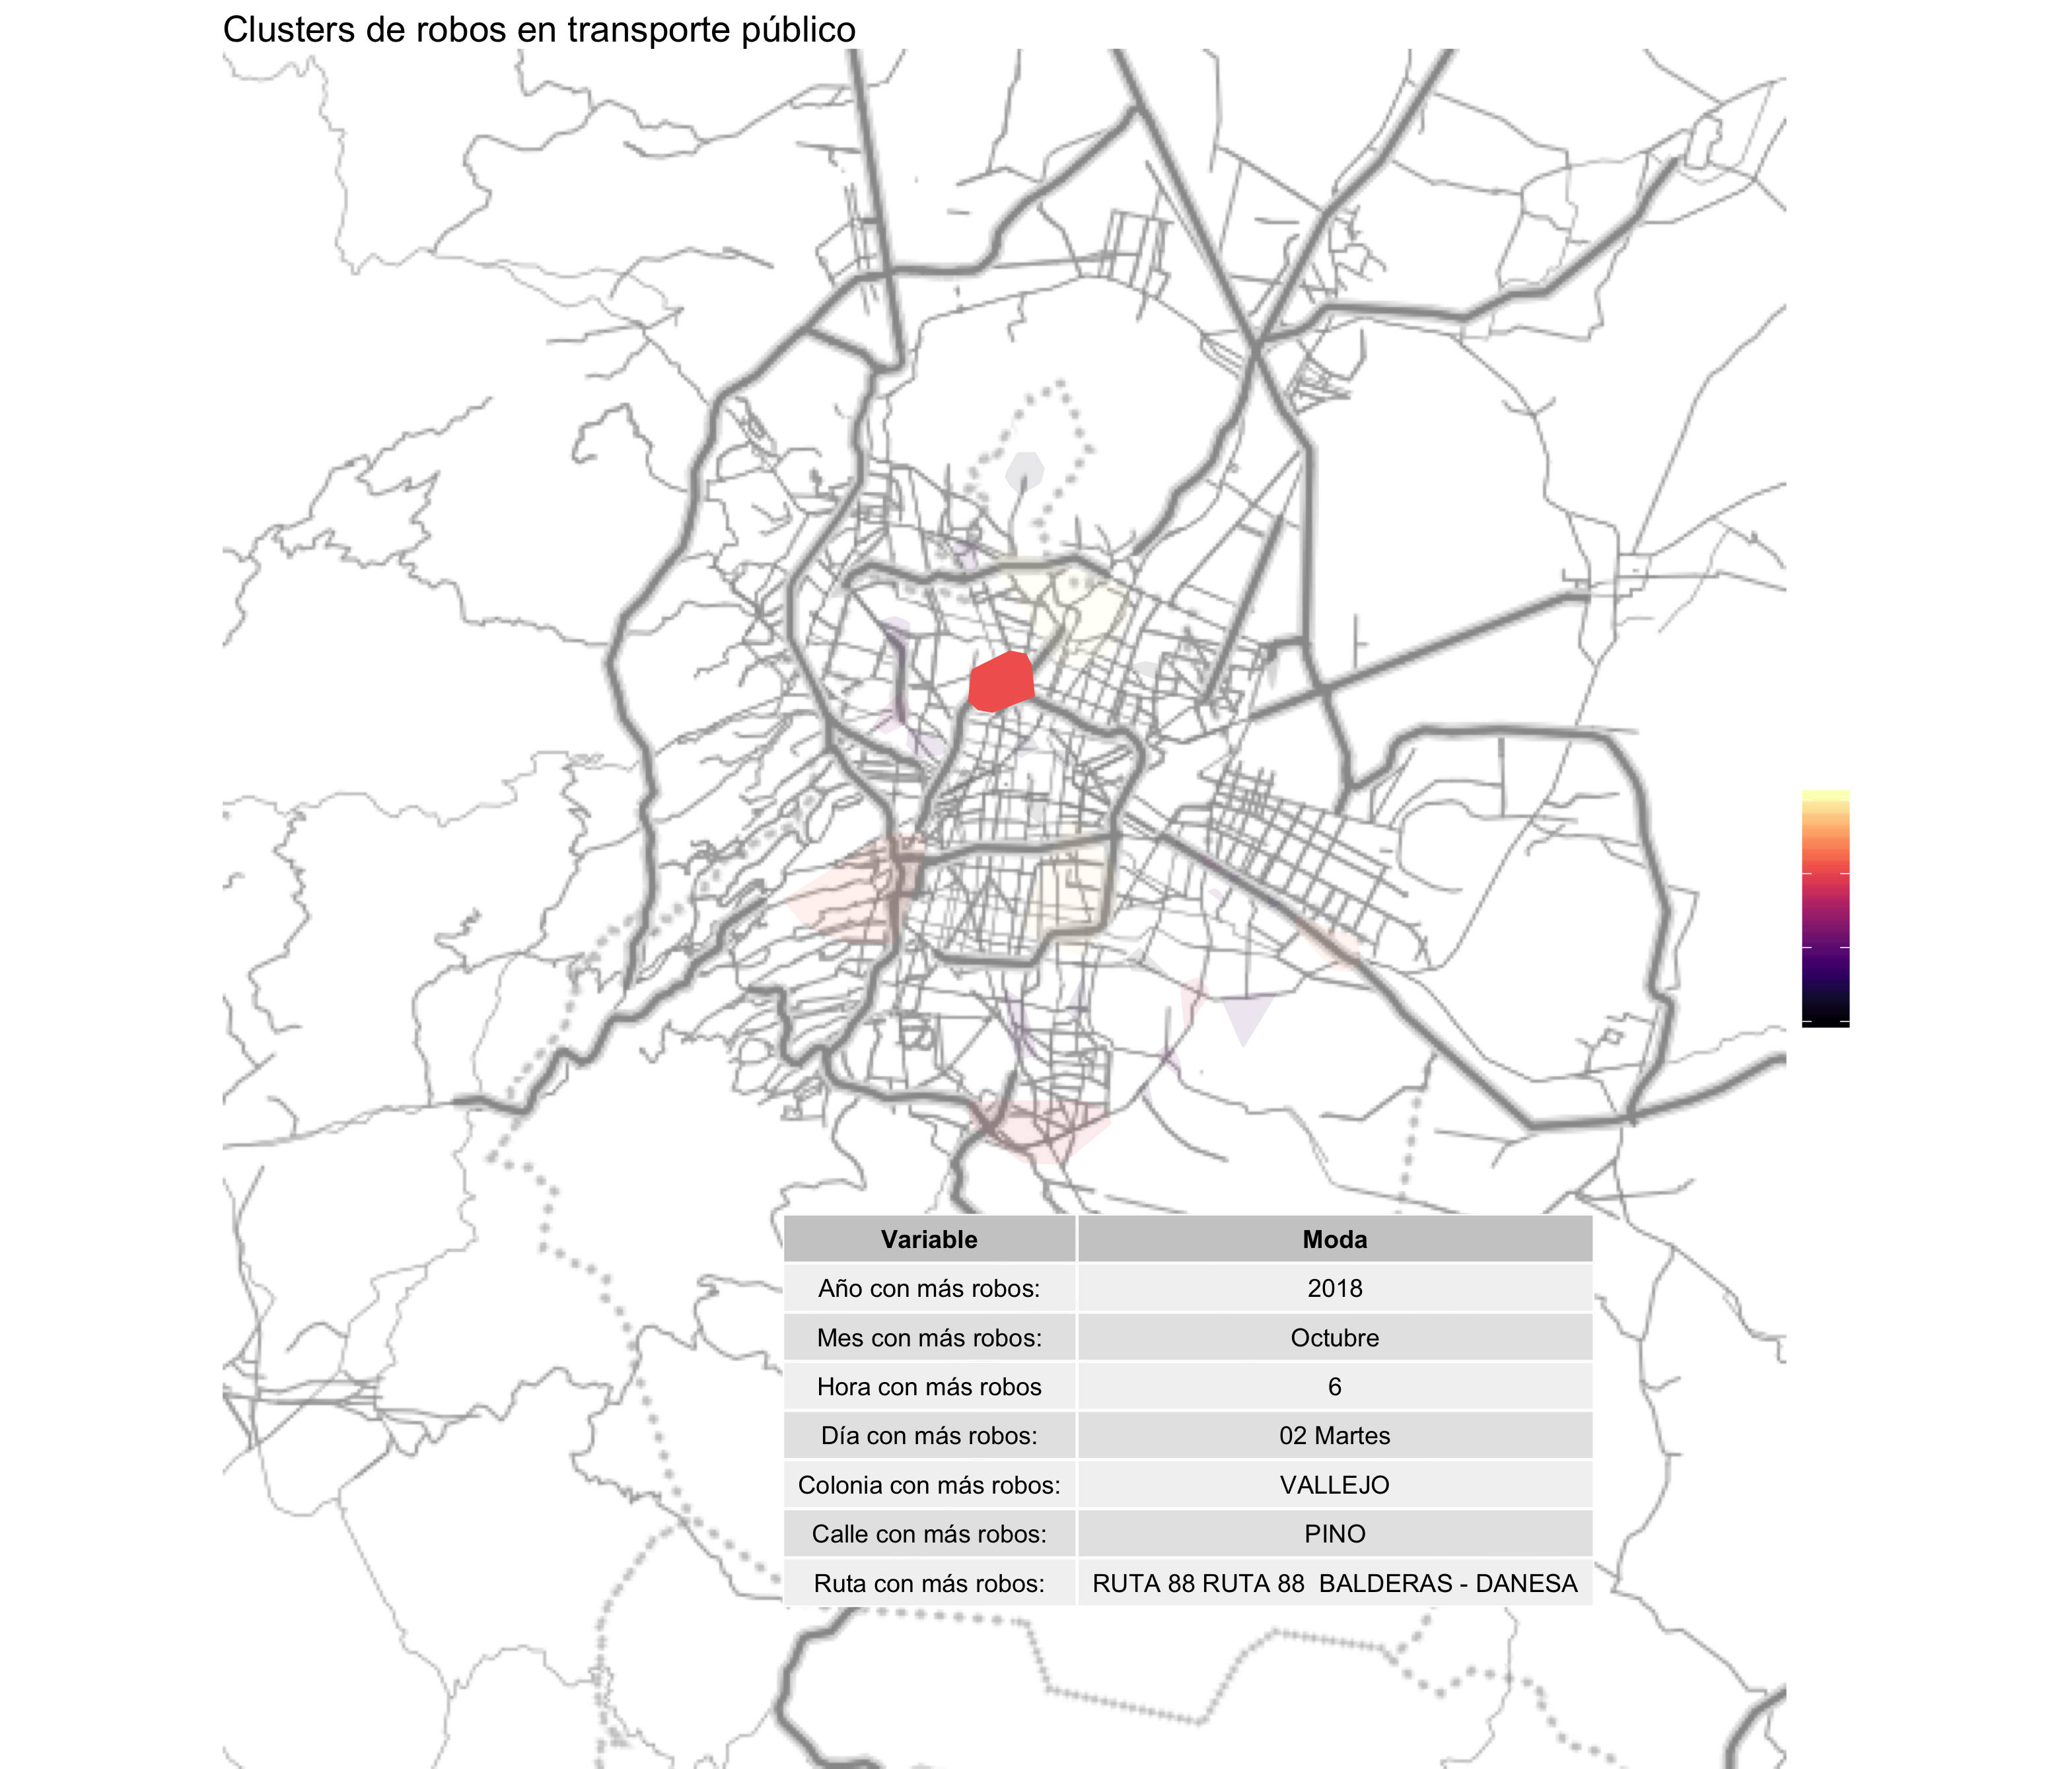 Clusters de robos en transporte público
Variable Moda
Año con más robos: 2018
Mes con más robos: Octubre
Hora con más robos 6
Día con más robos: 02 Martes
Colonia con más robos: VALLEJO
Calle con más robos: PINO
Ruta con más robos: RUTA 88 RUTA 88  BALDERAS - DANESA